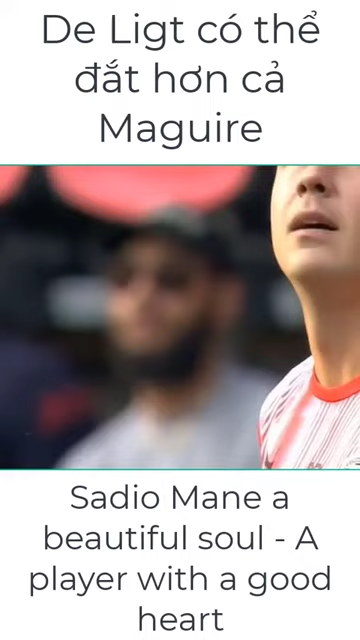 De Ligt có thể
đắt hơn cả
Maguire
Sadio Mane a
beautiful soul - A
player with a good
heart